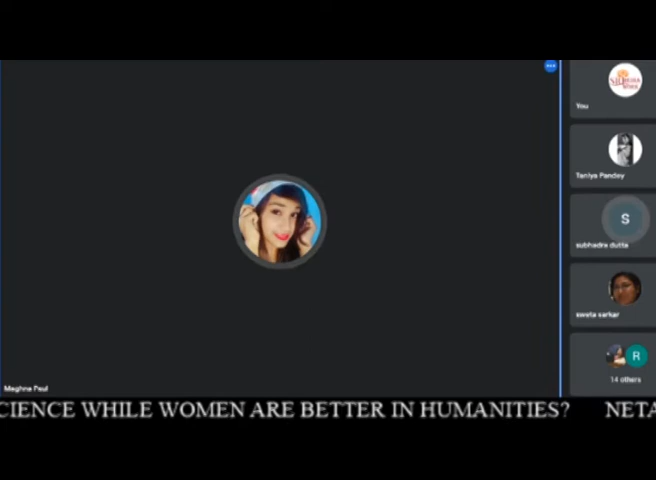 You
Taniya Pandey
S
subhadra dutta
sweta sarkar
R
14 others
Meghna Paul
CIENCE WHILE WOMEN ARE BETTER IN HUMANITIES? NETA